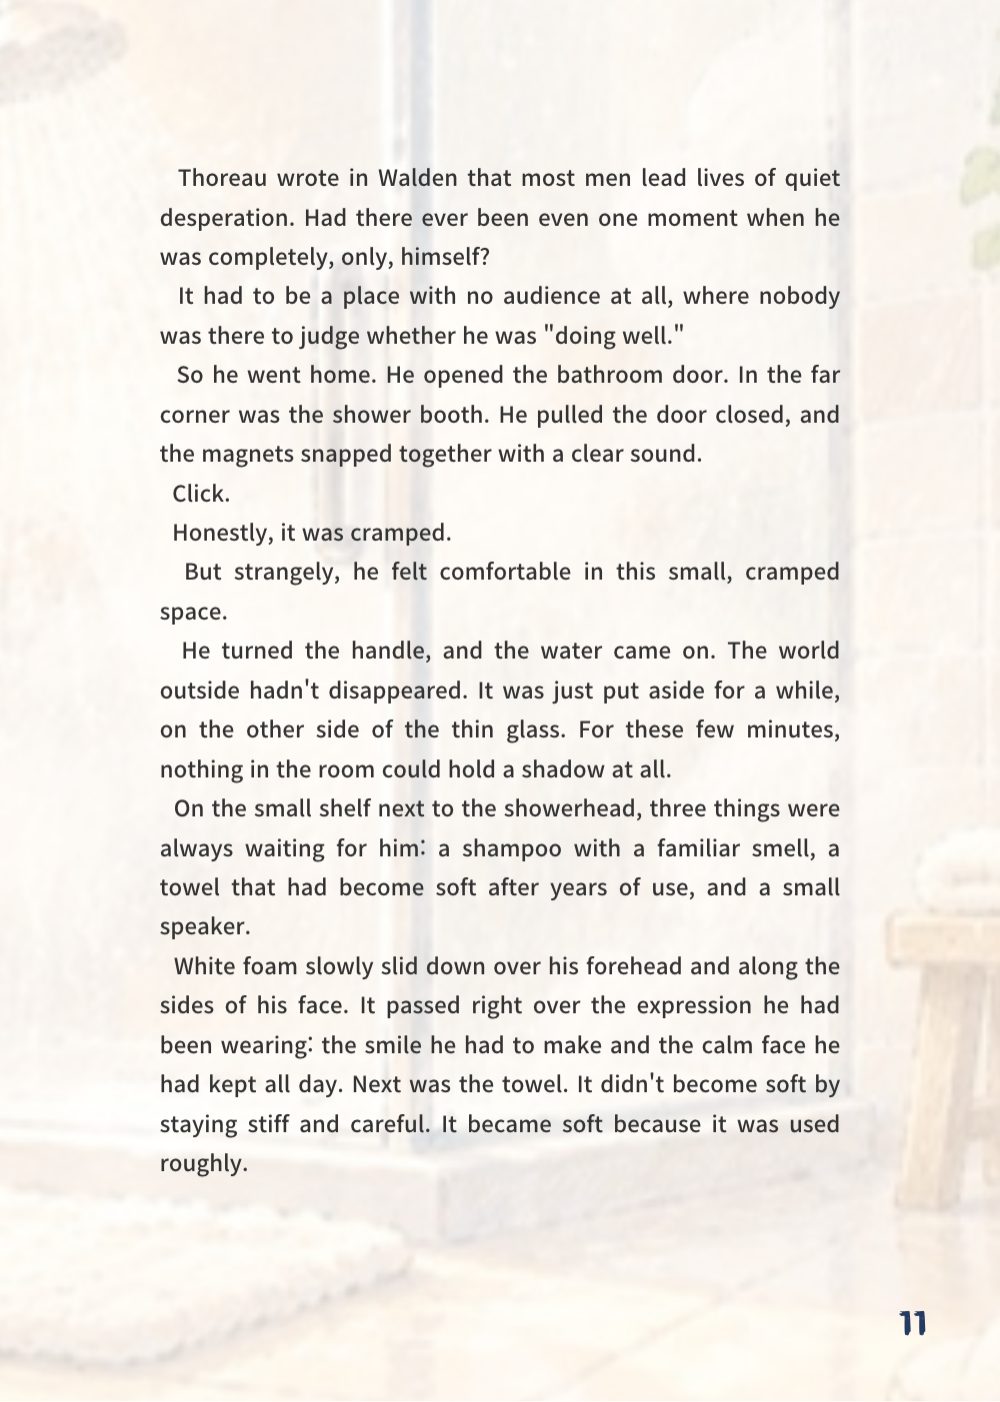 Thoreau wrote in Walden that most men lead lives of quiet
desperation. Had there ever been even one moment when he
was completely, only, himself?
It had to be a place with no audience at all, where nobody
was there to judge whether he was "doing well."
So he went home. He opened the bathroom door. In the far
corner was the shower booth. He pulled the door closed, and
the magnets snapped together with a clear sound.
Click.
Honestly, it was cramped.
But strangely, he felt comfortable in this small, cramped
space.
He turned the handle, and the water came on. The world
outside hadn't disappeared. It was just put aside for a while,
on the other side of the thin glass. For these few minutes,
nothing in the room could hold a shadow at all.
On the small shelf next to the showerhead, three things were
always waiting for him: a shampoo with a familiar smell, a
towel that had become soft after years of use, and a small
speaker.
White foam slowly slid down over his forehead and along the
sides of his face. It passed right over the expression he had
been wearing: the smile he had to make and the calm face he
had kept all day. Next was the towel. It didn't become soft by
staying stiff and careful. It became soft because it was used
roughly.
11